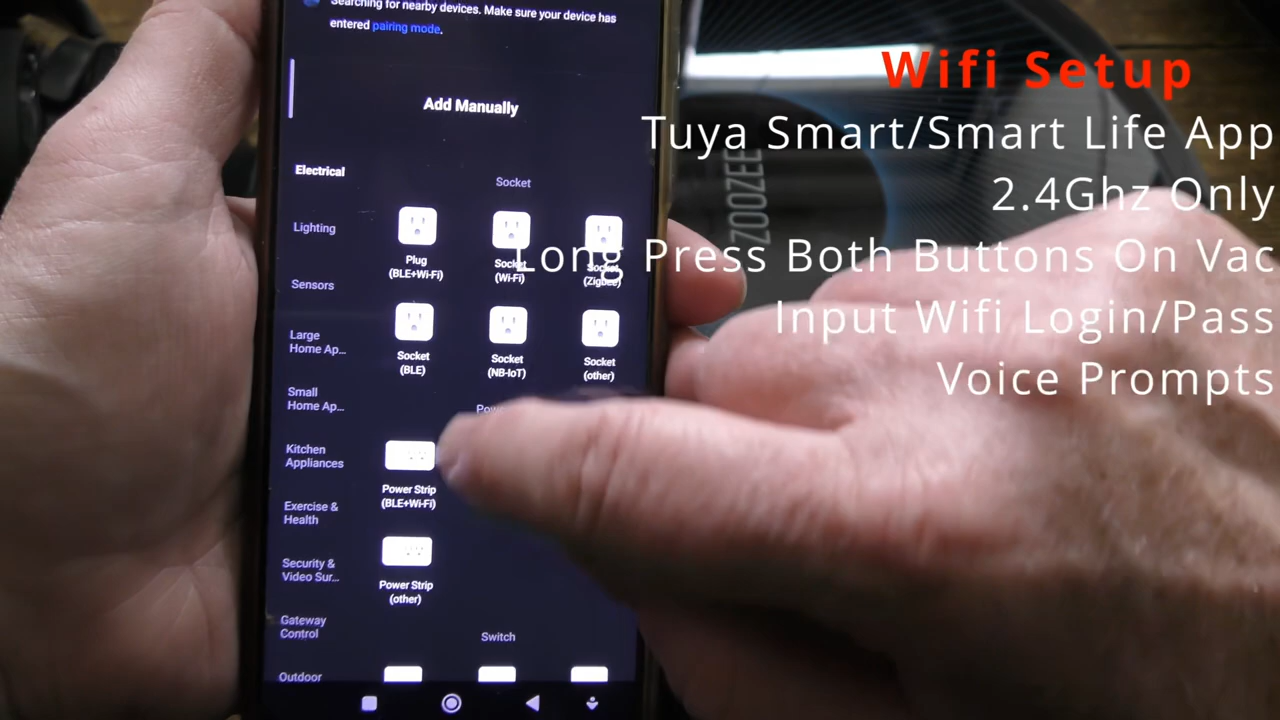 Searching for nearby devices. Make sure your device has
entered pairing mode.
Add Manually
Electrical
Lighting
Sensors
Large
Home Ap...
Small
Home Ap...
Kitchen
Appliances
Exercise &
Health
Security &
Video Sur...
Gateway
Control
Outdoor
Socket
Plug
(BLE+Wi-Fi)
Socket
(Wi-Fi)
Socket
(Zigbee)
Socket
(BLE)
Socket
(NB-IoT)
Socket
(other)
Power Strip
(BLE+Wi-Fi)
Power Strip
(other)
Switch
ZOOZEE
Wifi Setup
Tuya Smart/Smart Life App
2.4Ghz Only
Long Press Both Buttons On Vac
Input Wifi Login/Pass
Voice Prompts